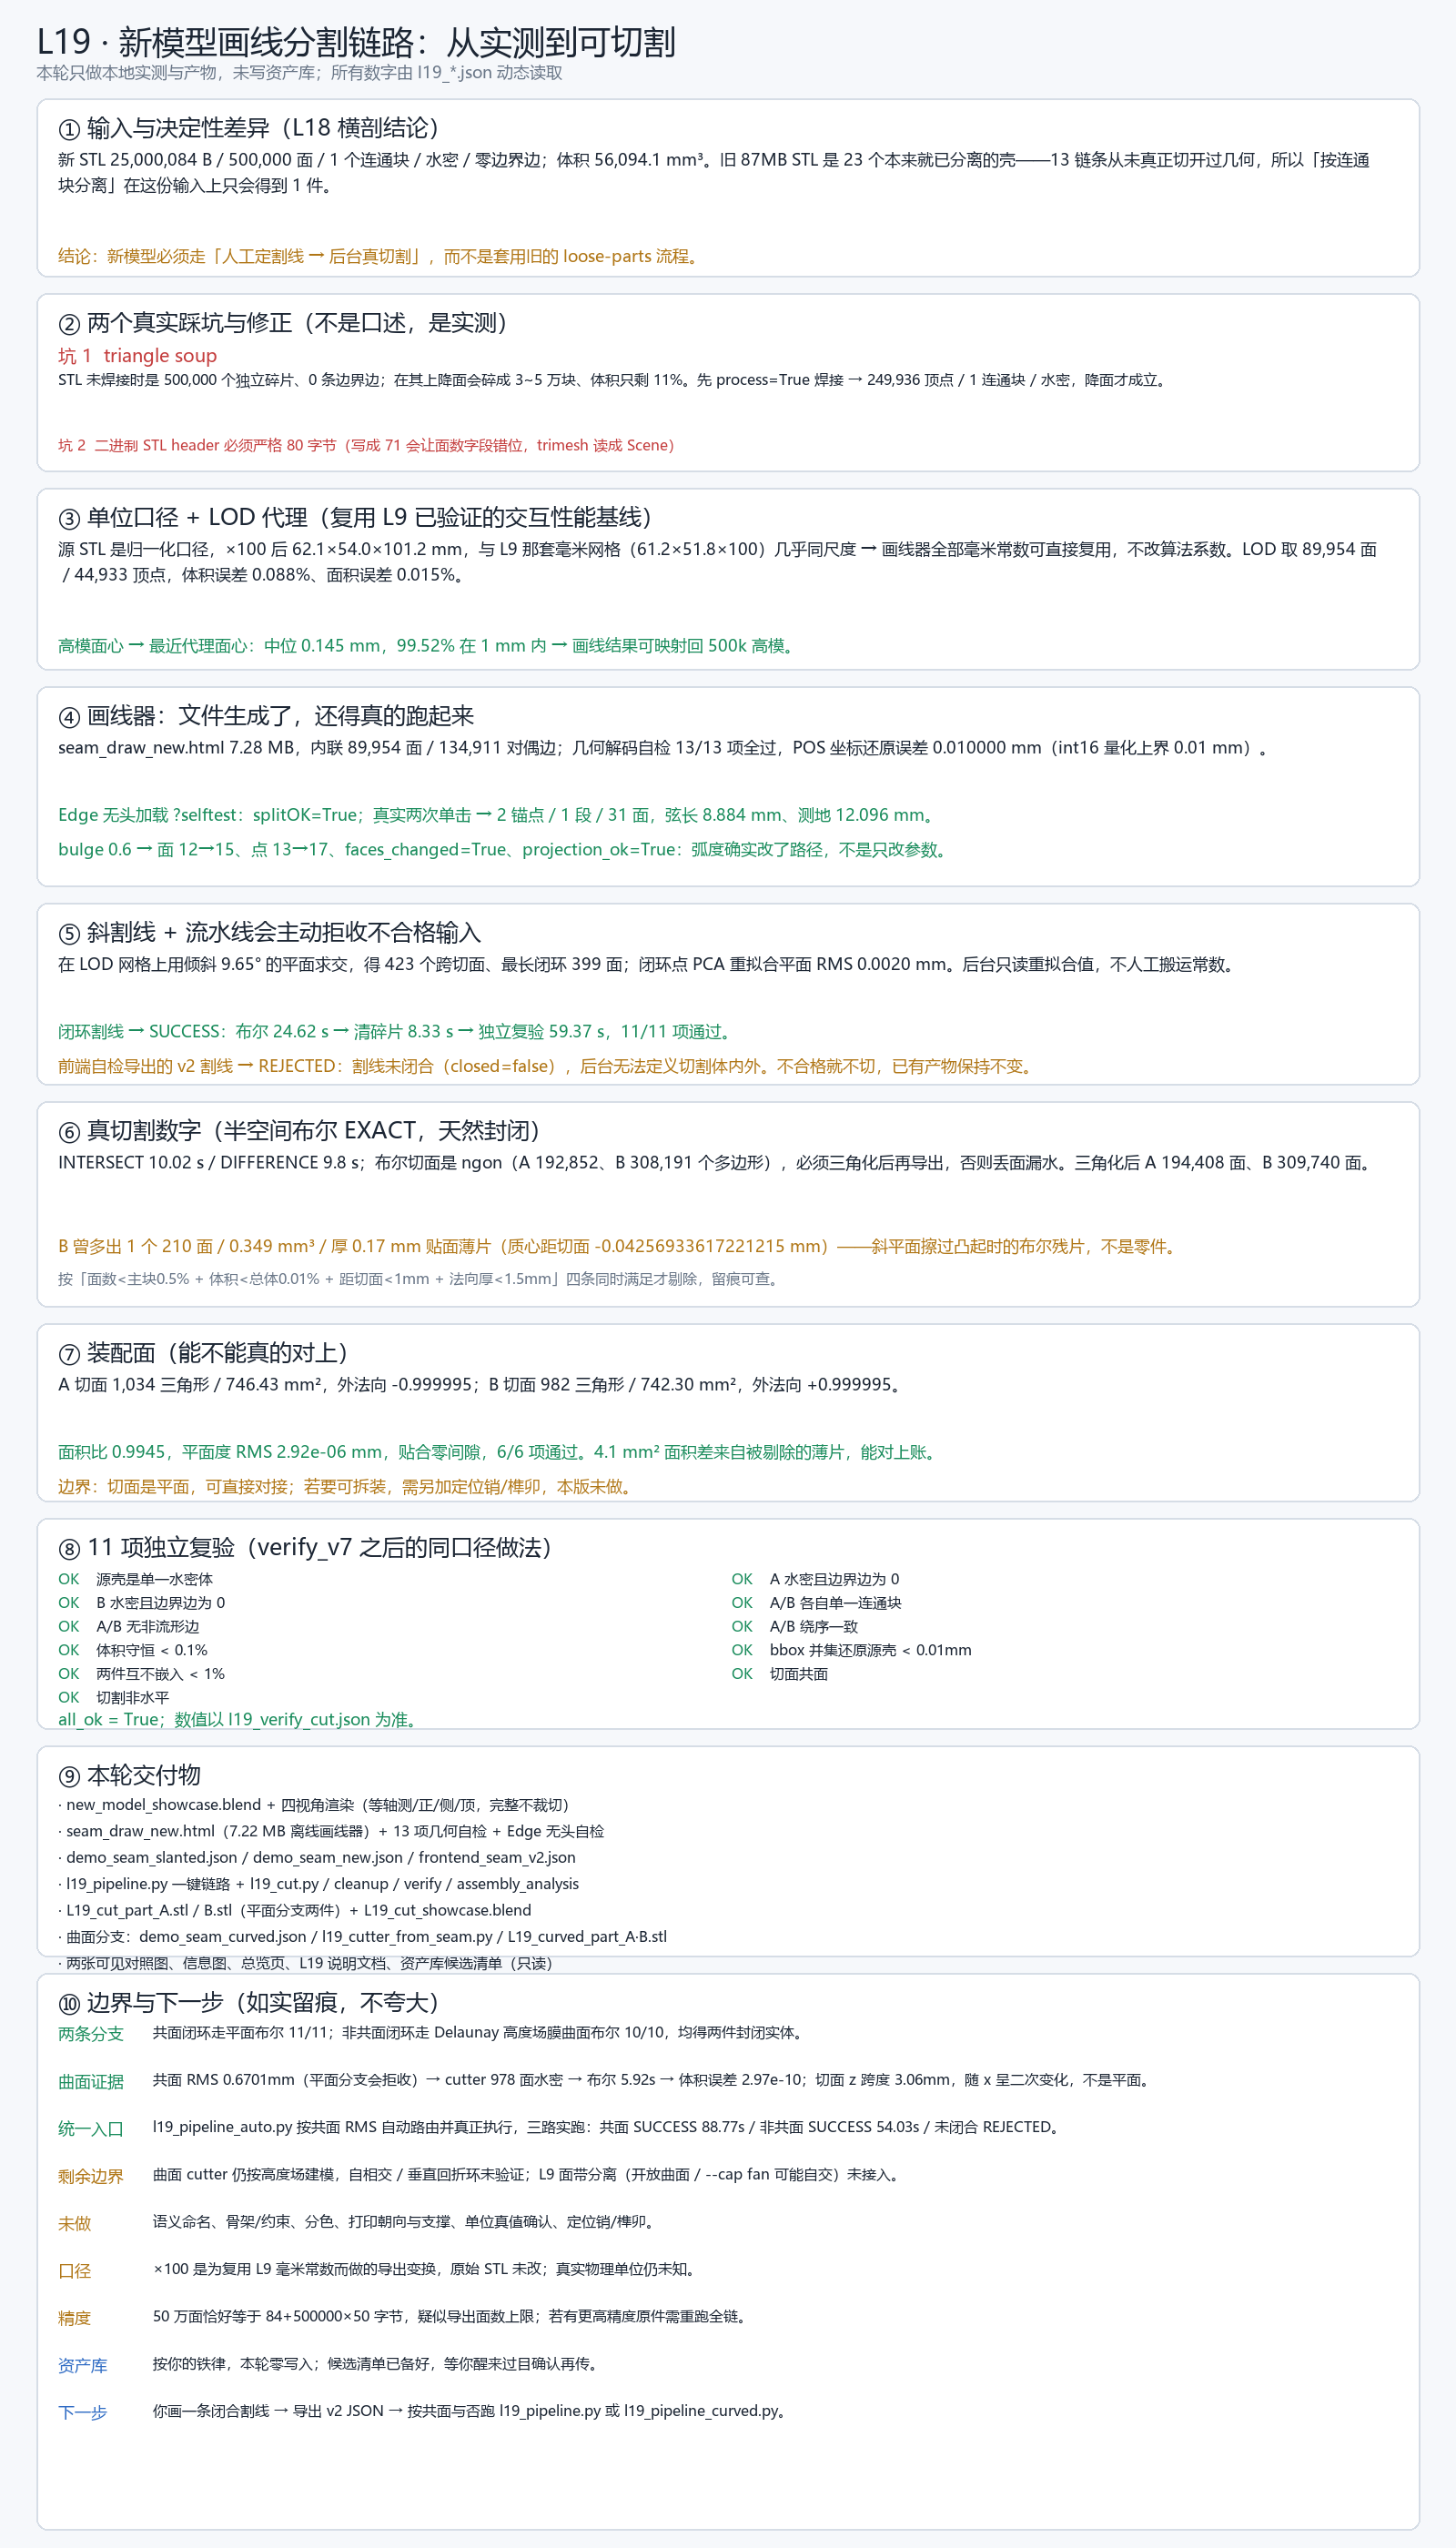 L19 · 新模型画线分割链路：从实测到可切割
本轮只做本地实测与产物，未写资产库；所有数字由 l19_*.json 动态读取
① 输入与决定性差异（L18 横剖结论）
新 STL 25,000,084 B / 500,000 面 / 1 个连通块 / 水密 / 零边界边；体积 56,094.1 mm³。旧 87MB STL 是 23 个本来就已分离的壳——13 链条从未真正切开过几何，所以「按连通
块分离」在这份输入上只会得到 1 件。
结论：新模型必须走「人工定割线 → 后台真切割」，而不是套用旧的 loose-parts 流程。
② 两个真实踩坑与修正（不是口述，是实测）
坑 1  triangle soup
STL 未焊接时是 500,000 个独立碎片、0 条边界边；在其上降面会碎成 3~5 万块、体积只剩 11%。先 process=True 焊接 → 249,936 顶点 / 1 连通块 / 水密，降面才成立。
坑 2  二进制 STL header 必须严格 80 字节（写成 71 会让面数字段错位，trimesh 读成 Scene）
③ 单位口径 + LOD 代理（复用 L9 已验证的交互性能基线）
源 STL 是归一化口径，×100 后 62.1×54.0×101.2 mm，与 L9 那套毫米网格（61.2×51.8×100）几乎同尺度 → 画线器全部毫米常数可直接复用，不改算法系数。LOD 取 89,954 面
/ 44,933 顶点，体积误差 0.088%、面积误差 0.015%。
高模面心 → 最近代理面心：中位 0.145 mm，99.52% 在 1 mm 内 → 画线结果可映射回 500k 高模。
④ 画线器：文件生成了，还得真的跑起来
seam_draw_new.html 7.28 MB，内联 89,954 面 / 134,911 对偶边；几何解码自检 13/13 项全过，POS 坐标还原误差 0.010000 mm（int16 量化上界 0.01 mm）。
Edge 无头加载 ?selftest：splitOK=True；真实两次单击 → 2 锚点 / 1 段 / 31 面，弦长 8.884 mm、测地 12.096 mm。
bulge 0.6 → 面 12→15、点 13→17、faces_changed=True、projection_ok=True：弧度确实改了路径，不是只改参数。
⑤ 斜割线 + 流水线会主动拒收不合格输入
在 LOD 网格上用倾斜 9.65° 的平面求交，得 423 个跨切面、最长闭环 399 面；闭环点 PCA 重拟合平面 RMS 0.0020 mm。后台只读重拟合值，不人工搬运常数。
闭环割线 → SUCCESS：布尔 24.62 s → 清碎片 8.33 s → 独立复验 59.37 s，11/11 项通过。
前端自检导出的 v2 割线 → REJECTED：割线未闭合（closed=false），后台无法定义切割体内外。不合格就不切，已有产物保持不变。
⑥ 真切割数字（半空间布尔 EXACT，天然封闭）
INTERSECT 10.02 s / DIFFERENCE 9.8 s；布尔切面是 ngon（A 192,852、B 308,191 个多边形），必须三角化后再导出，否则丢面漏水。三角化后 A 194,408 面、B 309,740 面。
B 曾多出 1 个 210 面 / 0.349 mm³ / 厚 0.17 mm 贴面薄片（质心距切面 -0.04256933617221215 mm）——斜平面擦过凸起时的布尔残片，不是零件。
按「面数<主块0.5% + 体积<总体0.01% + 距切面<1mm + 法向厚<1.5mm」四条同时满足才剔除，留痕可查。
⑦ 装配面（能不能真的对上）
A 切面 1,034 三角形 / 746.43 mm²，外法向 -0.999995；B 切面 982 三角形 / 742.30 mm²，外法向 +0.999995。
面积比 0.9945，平面度 RMS 2.92e-06 mm，贴合零间隙，6/6 项通过。4.1 mm² 面积差来自被剔除的薄片，能对上账。
边界：切面是平面，可直接对接；若要可拆装，需另加定位销/榫卯，本版未做。
⑧ 11 项独立复验（verify_v7 之后的同口径做法）
OK 源壳是单一水密体
OK A 水密且边界边为 0
OK B 水密且边界边为 0
OK A/B 各自单一连通块
OK A/B 无非流形边
OK A/B 绕序一致
OK 体积守恒 < 0.1%
OK bbox 并集还原源壳 < 0.01mm
OK 两件互不嵌入 < 1%
OK 切面共面
OK 切割非水平
all_ok = True；数值以 l19_verify_cut.json 为准。
⑨ 本轮交付物
· new_model_showcase.blend + 四视角渲染（等轴测/正/侧/顶，完整不裁切）
· seam_draw_new.html（7.22 MB 离线画线器）+ 13 项几何自检 + Edge 无头自检
· demo_seam_slanted.json / demo_seam_new.json / frontend_seam_v2.json
· l19_pipeline.py 一键链路 + l19_cut.py / cleanup / verify / assembly_analysis
· L19_cut_part_A.stl / B.stl（平面分支两件）+ L19_cut_showcase.blend
· 曲面分支：demo_seam_curved.json / l19_cutter_from_seam.py / L19_curved_part_A·B.stl
· 两张可见对照图、信息图、总览页、L19 说明文档、资产库候选清单（只读）
⑩ 边界与下一步（如实留痕，不夸大）
两条分支 共面闭环走平面布尔 11/11；非共面闭环走 Delaunay 高度场膜曲面布尔 10/10，均得两件封闭实体。
曲面证据 共面 RMS 0.6701mm（平面分支会拒收）→ cutter 978 面水密 → 布尔 5.92s → 体积误差 2.97e-10；切面 z 跨度 3.06mm，随 x 呈二次变化，不是平面。
统一入口 l19_pipeline_auto.py 按共面 RMS 自动路由并真正执行，三路实跑：共面 SUCCESS 88.77s / 非共面 SUCCESS 54.03s / 未闭合 REJECTED。
剩余边界 曲面 cutter 仍按高度场建模，自相交 / 垂直回折环未验证；L9 面带分离（开放曲面 / --cap fan 可能自交）未接入。
未做 语义命名、骨架/约束、分色、打印朝向与支撑、单位真值确认、定位销/榫卯。
口径 ×100 是为复用 L9 毫米常数而做的导出变换，原始 STL 未改；真实物理单位仍未知。
精度 50 万面恰好等于 84+500000×50 字节，疑似导出面数上限；若有更高精度原件需重跑全链。
资产库 按你的铁律，本轮零写入；候选清单已备好，等你醒来过目确认再传。
下一步 你画一条闭合割线 → 导出 v2 JSON → 按共面与否跑 l19_pipeline.py 或 l19_pipeline_curved.py。